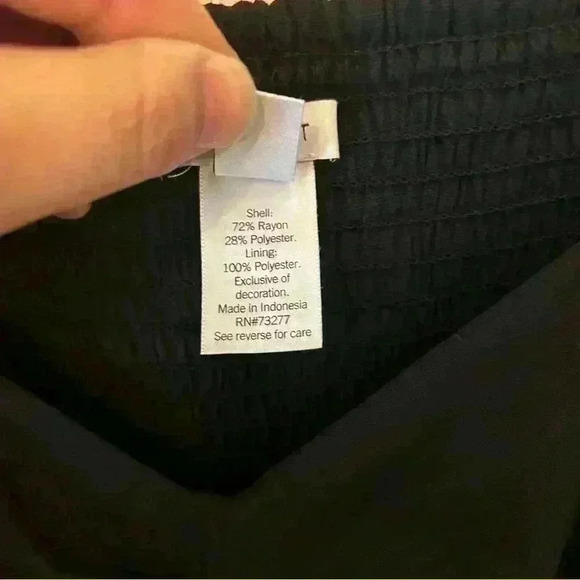 T
Shell:
72% Rayon
28% Polyester.
Lining:
100% Polyester.
Exclusive of
decoration.
Made in Indonesia
RN#73277
See reverse for care